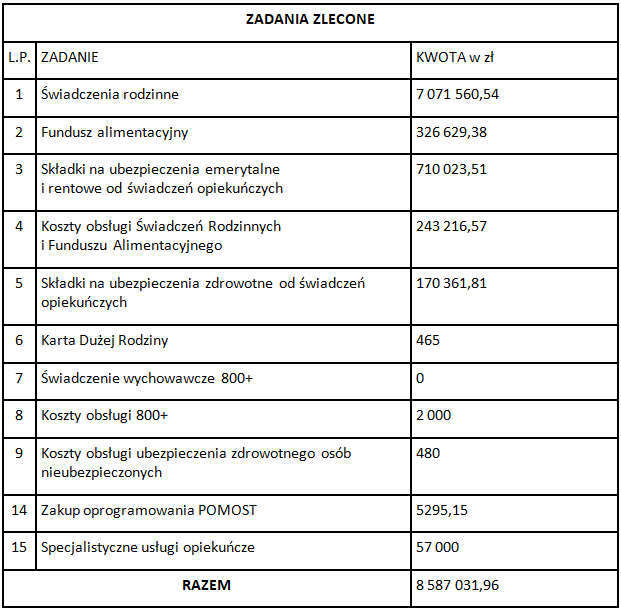 ZADANIA ZLECONE
L.P. ZADANIE KWOTA w zł
1 Świadczenia rodzinne 7 071 560,54
2 Fundusz alimentacyjny 326 629,38
3 Składki na ubezpieczenia emerytalne 710 023,51
i rentowe od świadczeń opiekuńczych
4 Koszty obsługi Świadczeń Rodzinnych 243 216,57
i Funduszu Alimentacyjnego
5 Składki na ubezpieczenia zdrowotne od świadczeń 170 361,81
opiekuńczych
6 Karta Dużej Rodziny 465
7 Świadczenie wychowawcze 800+ 0
8 Koszty obsługi 800+ 2 000
9 Koszty obsługi ubezpieczenia zdrowotnego osób 480
nieubezpieczonych
14 Zakup oprogramowania POMOST 5295,15
15 Specjalistyczne usługi opiekuńcze 57 000
RAZEM 8 587 031,96